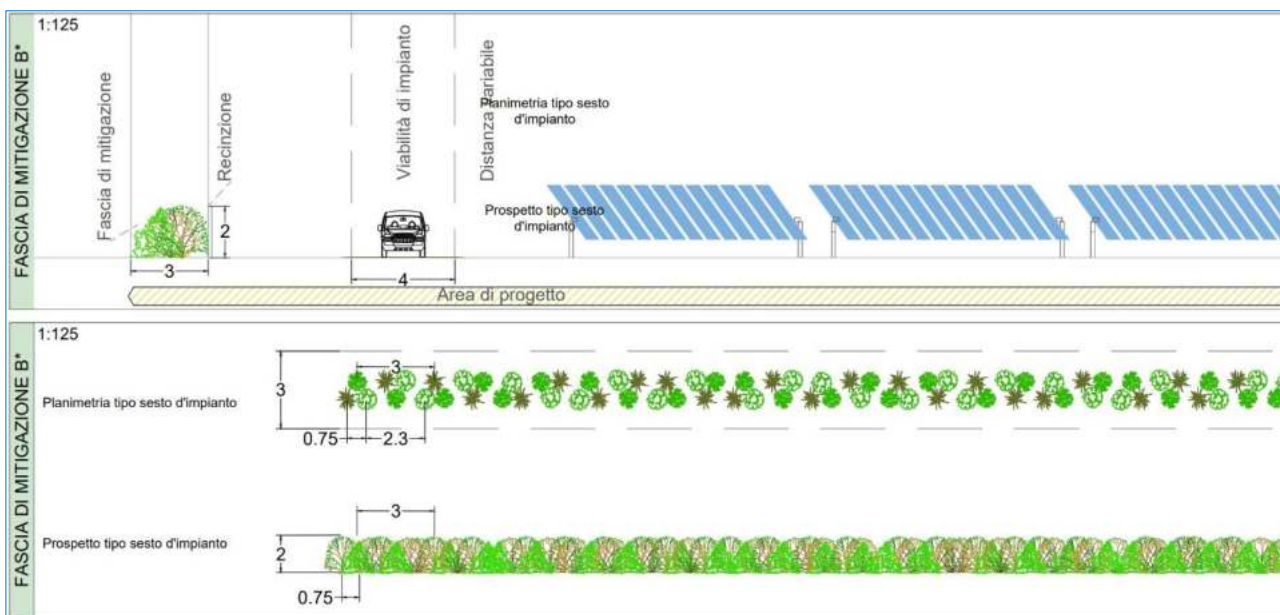 FASCIA DI MITIGAZIONE B*
1:125
Fascia di mitigazione
Recinzione
Viabilità di impianto
Distanza variabile
Planimetria tipo sesto
d'impianto
Prospetto tipo sesto
d'impianto
2
3
4
Area di progetto
FASCIA DI MITIGAZIONE B*
1:125
Planimetria tipo sesto d'impianto
3
3
0.75
2.3
Prospetto tipo sesto d'impianto
3
2
0.75